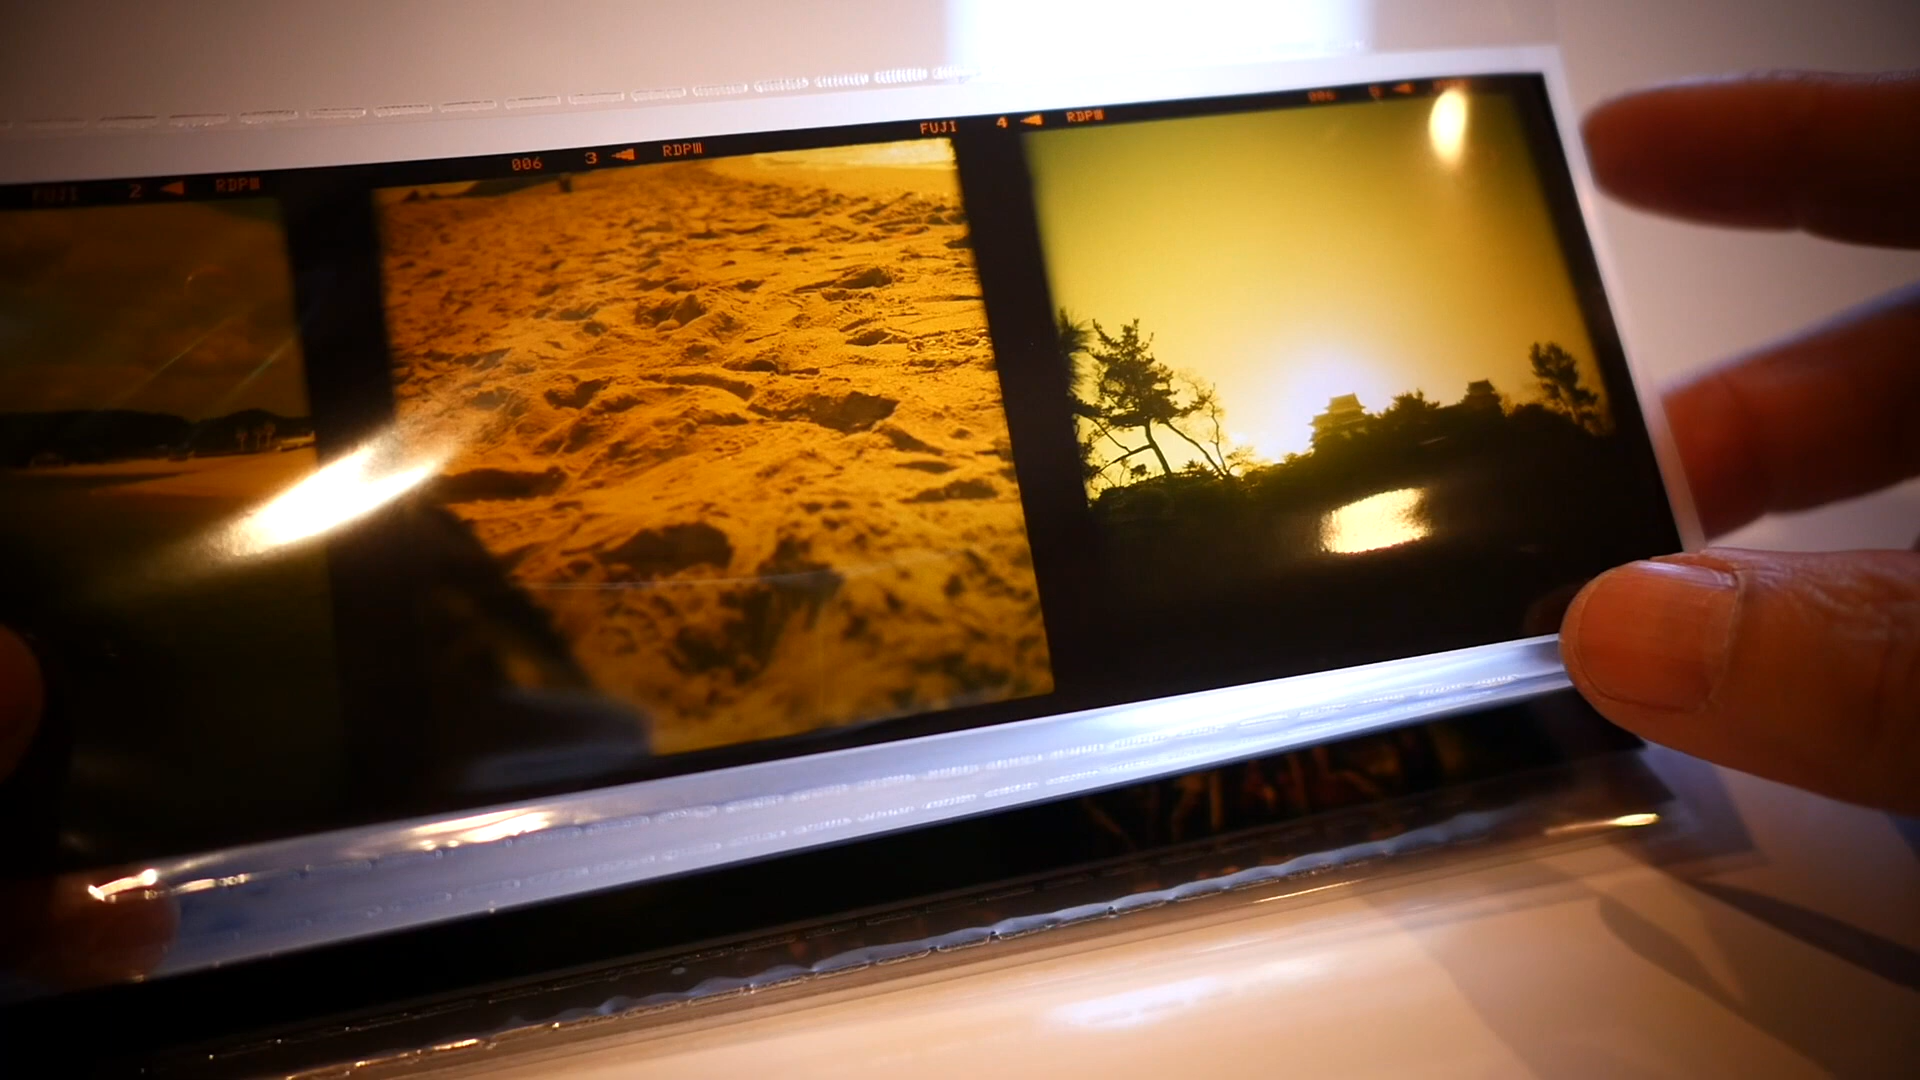 FUJI 2 ◀ RDPⅢ
006 3 ◀ RDPⅢ
FUJI 4 ◀ RDPⅢ
006 5 ◀